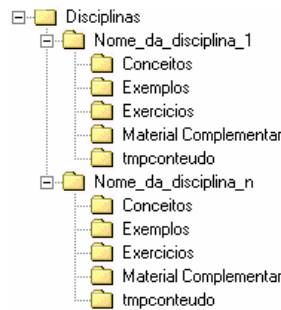 Disciplinas
Nome_da_disciplina_1
Conceitos
Exemplos
Exercicios
Material Complementar
tmpconteudo
Nome_da_disciplina_n
Conceitos
Exemplos
Exercicios
Material Complementar
tmpconteudo